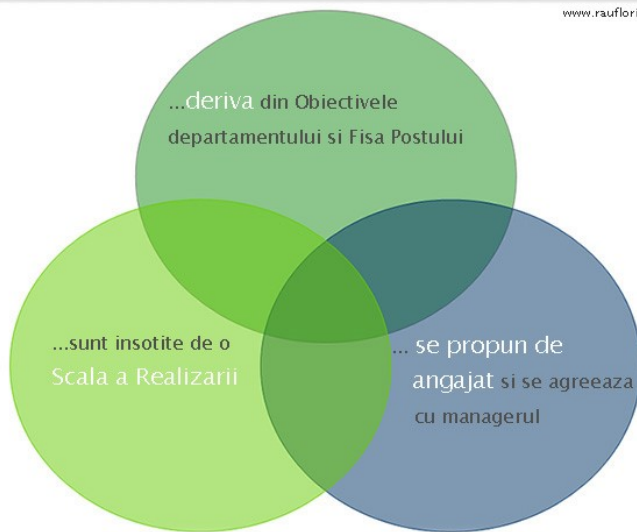 www.rauflori
...deriva din Obiectivele
departamentului si Fisa Postului
...sunt insotite de o
Scala a Realizarii
... se propun de
angajat si se agreeaza
cu managerul